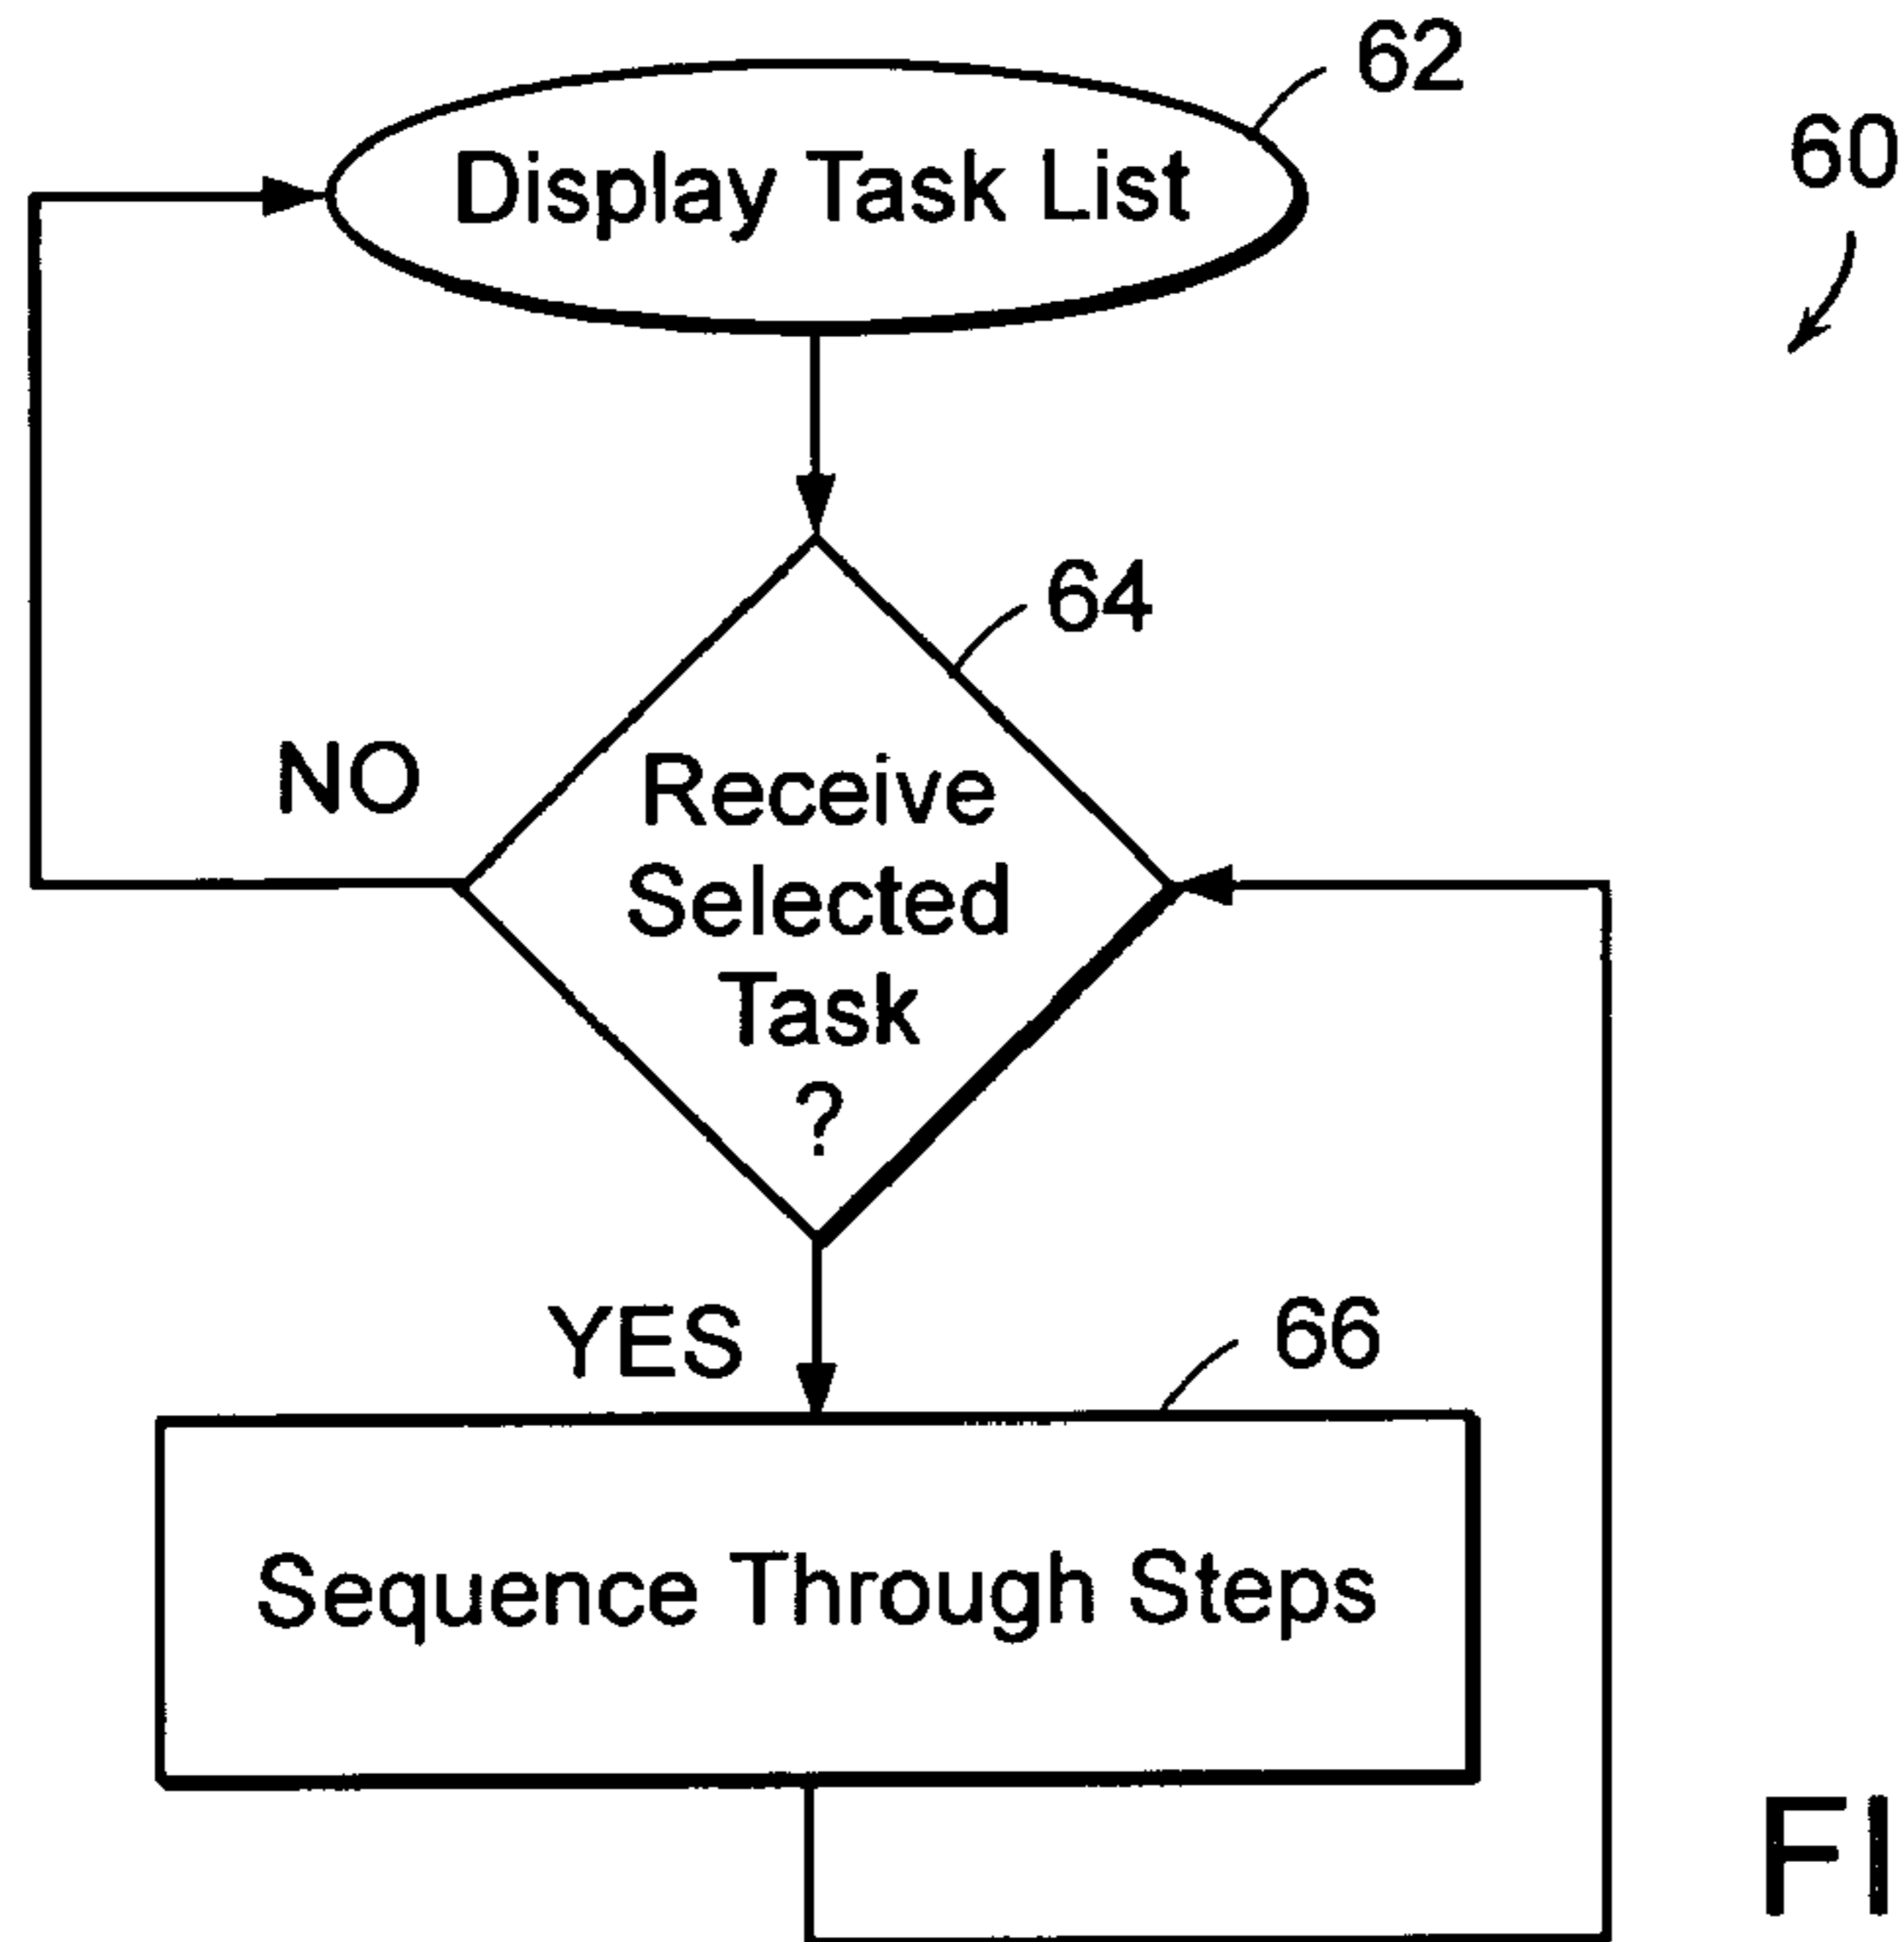 62
60
Display Task List
64
NO
Receive
Selected
Task
?
YES
66
Sequence Through Steps
FI